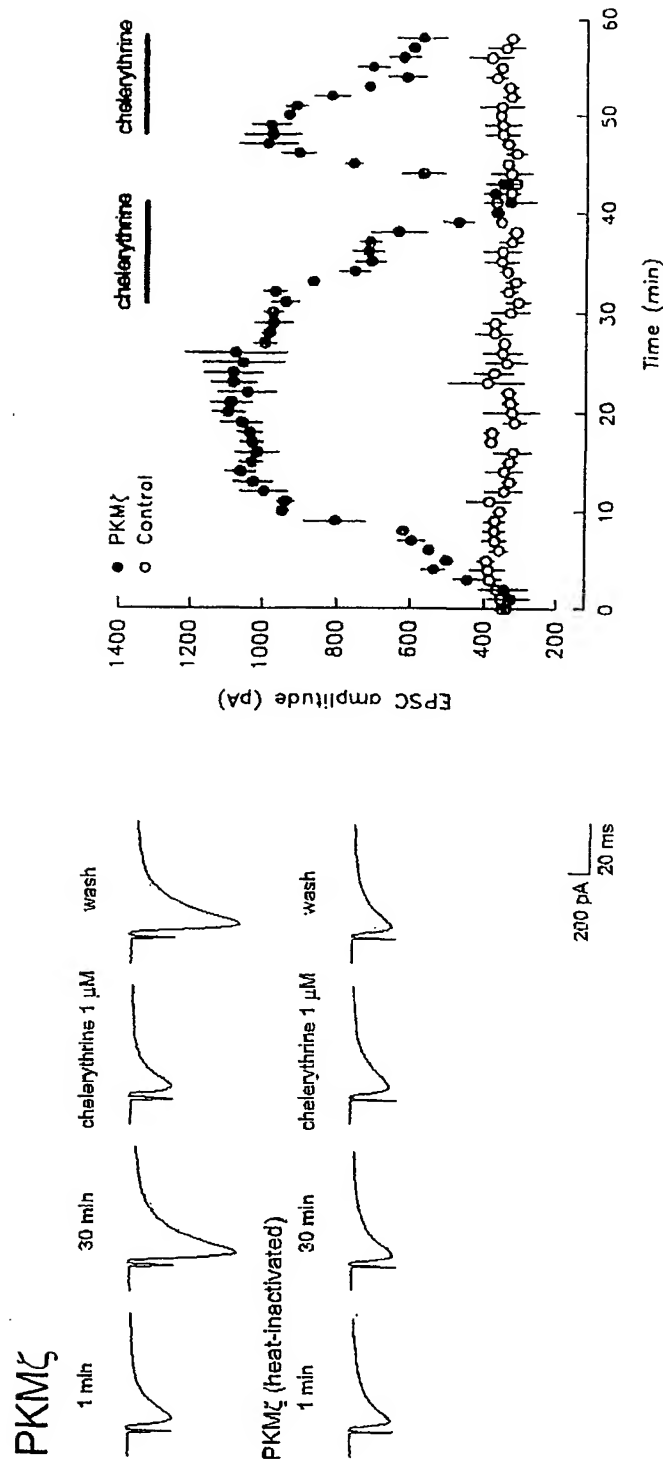 PKMζ
1 min 30 min chelerythrine 1 μM wash
PKMζ (heat-inactivated)
1 min 30 min chelerythrine 1 μM wash
200 pA
20 ms
● PKMζ
○ Control
chelerythrine chelerythrine
EPSC amplitude (pA)
1400
1200
1000
800
600
400
200
0 10 20 30 40 50 60
Time (min)